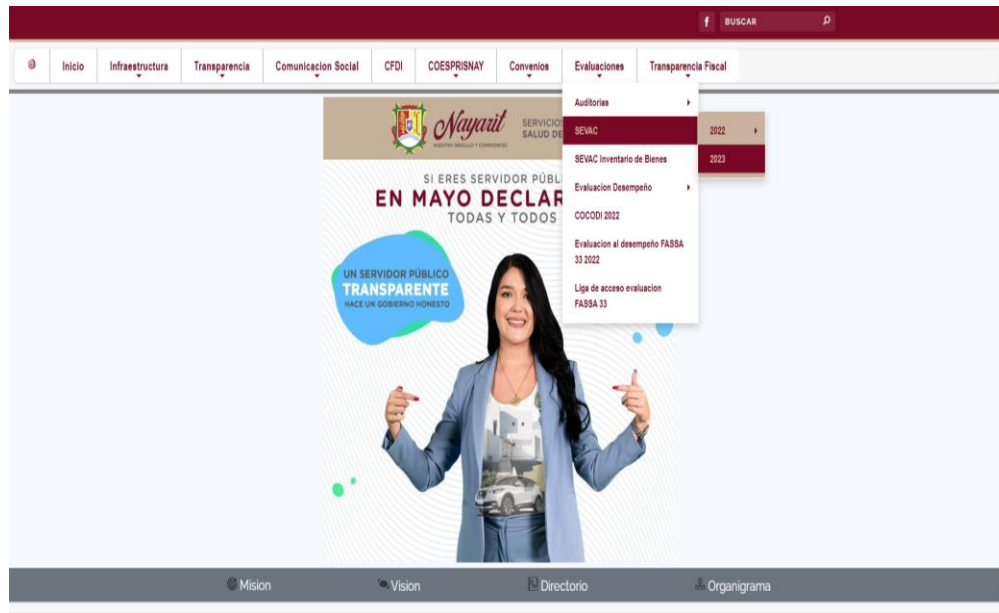 f BUSCAR
Inicio Infraestructura Transparencia Comunicacion Social CFDI COESPRISNAY Convenios Evaluaciones Transparencia Fiscal
Auditorias
SEVAC
2022
SEVAC Inventario de Bienes
2023
Evaluacion Desempeño
COCODI 2022
Evaluacion al desempeño FASSA
33 2022
Liga de acceso evaluacion
FASSA 33
Nayarit
SERVICIOS
SALUD DE
SI ERES SERVIDOR PÚBL
EN MAYO DECLAR
TODAS Y TODOS
UN SERVIDOR PÚBLICO
TRANSPARENTE
HACE UN GOBIERNO HONESTO
Mision Vision Directorio Organigrama